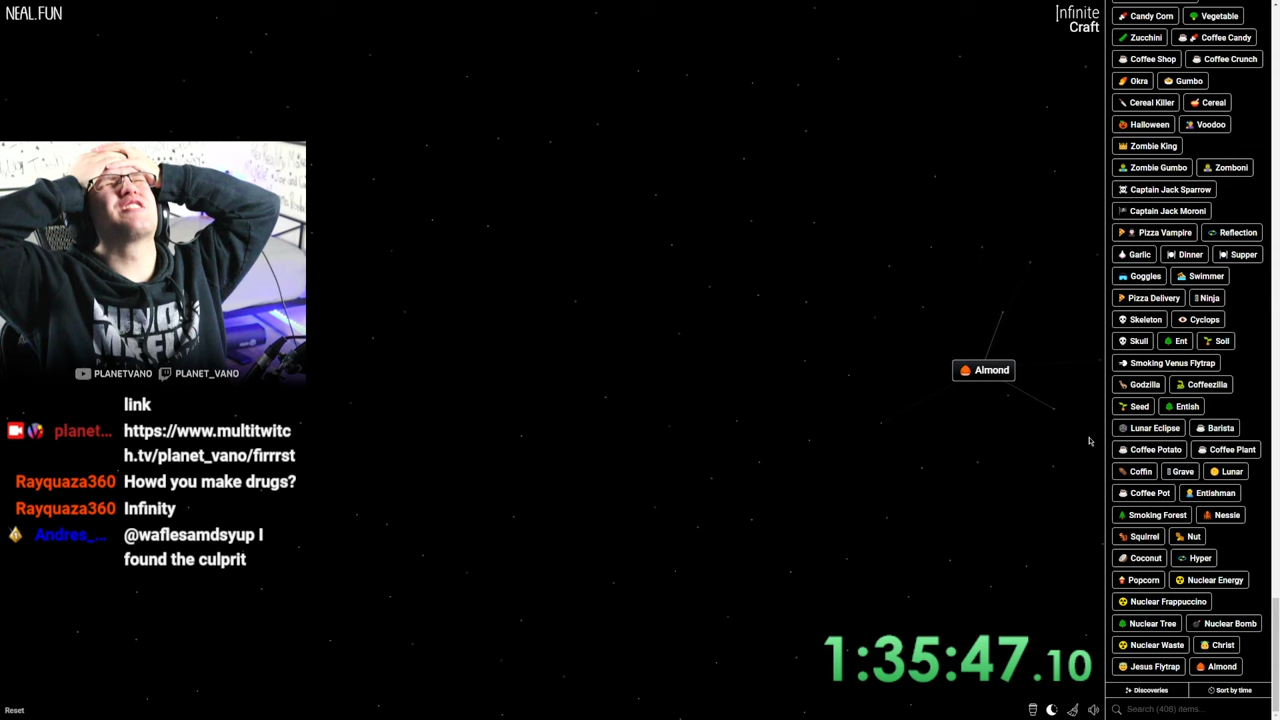 NEAL.FUN
Infinite
Craft
PLANETVANO PLANET_VANO
link
planet... https://www.multitwitc
h.tv/planet_vano/firrrst
Rayquaza360 Howd you make drugs?
Rayquaza360 Infinity
Andres_... @waflesamdsyup I
found the culprit
Almond
1:35:47.10
Reset
Candy Corn Vegetable
Zucchini Coffee Candy
Coffee Shop Coffee Crunch
Okra Gumbo
Cereal Killer Cereal
Halloween Voodoo
Zombie King
Zombie Gumbo Zomboni
Captain Jack Sparrow
Captain Jack Moroni
Pizza Vampire Reflection
Garlic Dinner Supper
Goggles Swimmer
Pizza Delivery Ninja
Skeleton Cyclops
Skull Ent Soil
Smoking Venus Flytrap
Godzilla Coffeezilla
Seed Entish
Lunar Eclipse Barista
Coffee Potato Coffee Plant
Coffin Grave Lunar
Coffee Pot Entishman
Smoking Forest Nessie
Squirrel Nut
Coconut Hyper
Popcorn Nuclear Energy
Nuclear Frappuccino
Nuclear Tree Nuclear Bomb
Nuclear Waste Christ
Jesus Flytrap Almond
Discoveries Sort by time
Search (408) items...